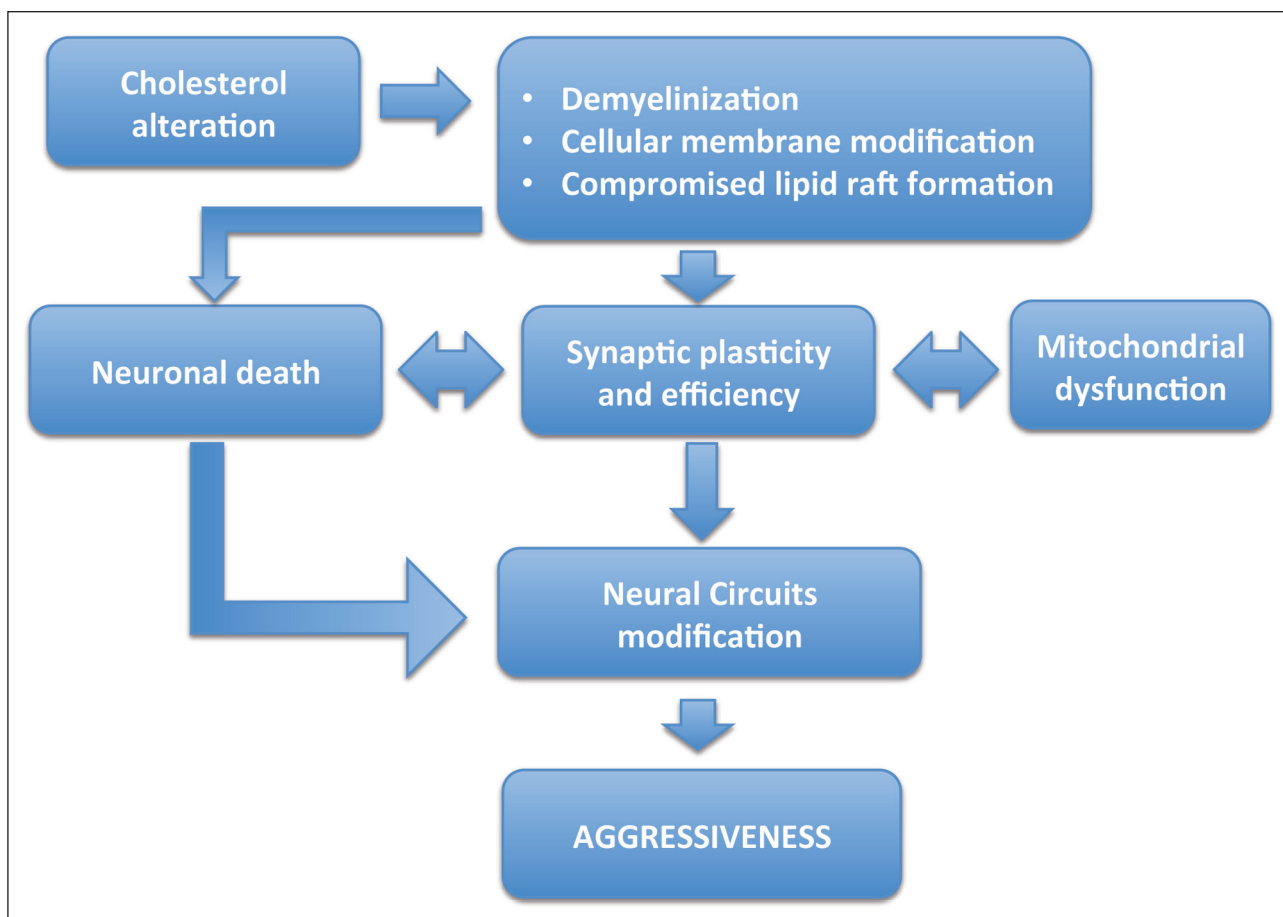 Cholesterol
alteration
• Demyelinization
• Cellular membrane modification
• Compromised lipid raft formation
Neuronal death
Synaptic plasticity
and efficiency
Mitochondrial
dysfunction
Neural Circuits
modification
AGGRESSIVENESS